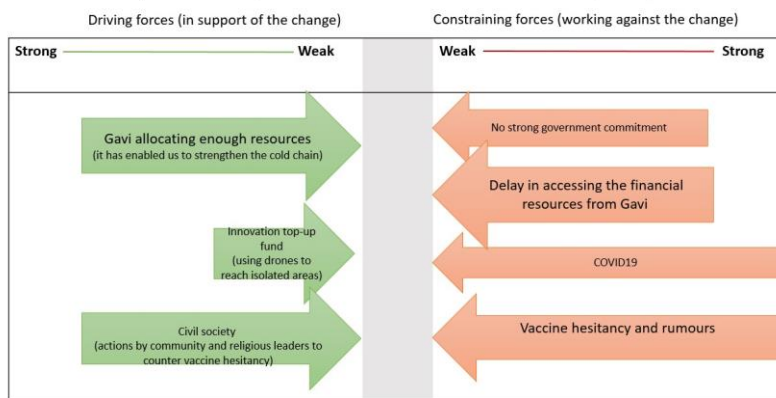 Driving forces (in support of the change)
Constraining forces (working against the change)
Strong
Weak
Weak
Strong
Gavi allocating enough resources
(it has enabled us to strengthen the cold chain)
Innovation top-up
fund
(using drones to
reach isolated areas)
Civil society
(actions by community and religious leaders to
counter vaccine hesitancy)
No strong government commitment
Delay in accessing the financial
resources from Gavi
COVID19
Vaccine hesitancy and rumours